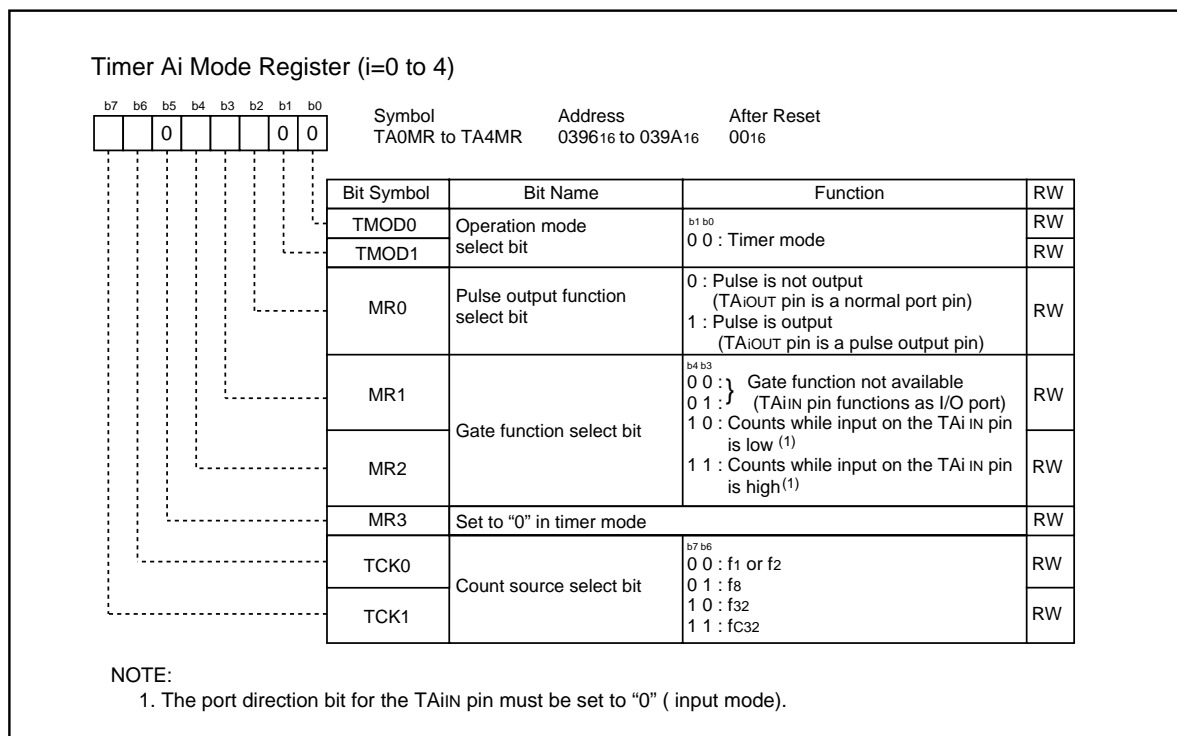 Timer Ai Mode Register (i=0 to 4)
b7 b6 b5 b4 b3 b2 b1 b0
0 0 0
Symbol Address After Reset
TA0MR to TA4MR 039616 to 039A16 0016
Bit Symbol Bit Name Function RW
TMOD0 Operation mode select bit b1 b0 RW
TMOD1 0 0 : Timer mode RW
MR0 Pulse output function select bit 0 : Pulse is not output RW
(TAiOUT pin is a normal port pin)
1 : Pulse is output
(TAiOUT pin is a pulse output pin)
MR1 Gate function select bit b4 b3 RW
0 0 : } Gate function not available
0 1 : (TAiIN pin functions as I/O port)
1 0 : Counts while input on the TAi IN pin
is low (1)
MR2 1 1 : Counts while input on the TAi IN pin RW
is high(1)
MR3 Set to “0” in timer mode RW
TCK0 Count source select bit b7 b6 RW
0 0 : f1 or f2
0 1 : f8
TCK1 1 0 : f32 RW
1 1 : fC32
NOTE:
1. The port direction bit for the TAiIN pin must be set to “0” ( input mode).